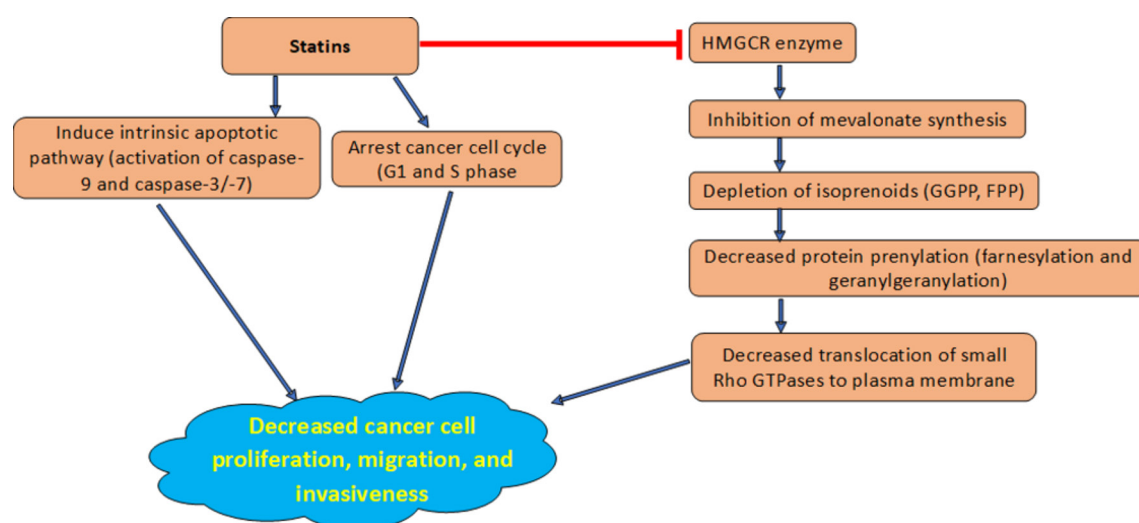 Statins
HMGCR enzyme
Induce intrinsic apoptotic
pathway (activation of caspase-
9 and caspase-3/-7)
Arrest cancer cell cycle
(G1 and S phase
Inhibition of mevalonate synthesis
Depletion of isoprenoids (GGPP, FPP)
Decreased protein prenylation (farnesylation and
geranylgeranylation)
Decreased translocation of small
Rho GTPases to plasma membrane
Decreased cancer cell
proliferation, migration, and
invasiveness